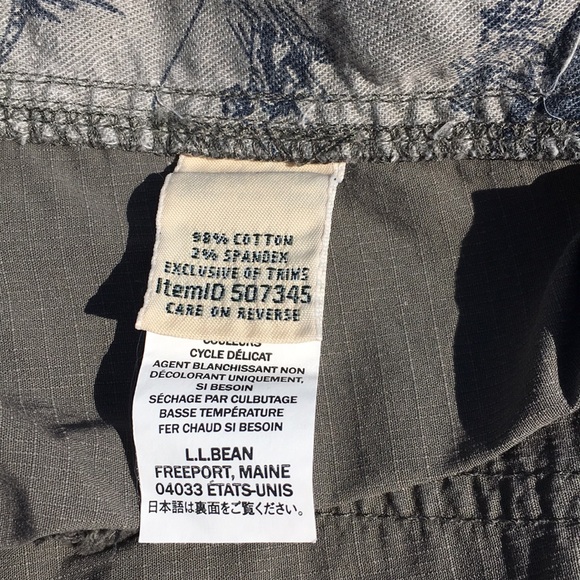 98% COTTON
2% SPANDEX
EXCLUSIVE OF TRIMS
ItemID 507345
CARE ON REVERSE
COULEURS
CYCLE DÉLICAT
AGENT BLANCHISSANT NON
DÉCOLORANT UNIQUEMENT,
SI BESOIN
SÉCHAGE PAR CULBUTAGE
BASSE TEMPÉRATURE
FER CHAUD SI BESOIN
L.L.BEAN
FREEPORT, MAINE
04033 ÉTATS-UNIS
日本語は裏面をご覧ください。